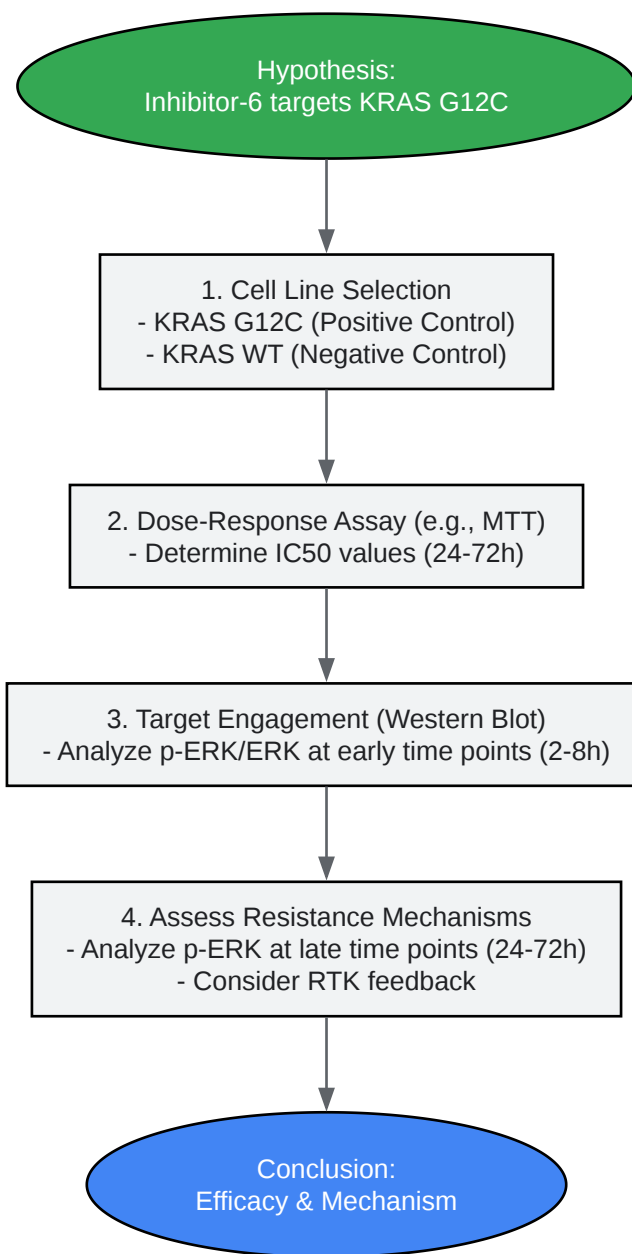 Hypothesis:
Inhibitor-6 targets KRAS G12C
1. Cell Line Selection
- KRAS G12C (Positive Control)
- KRAS WT (Negative Control)
2. Dose-Response Assay (e.g., MTT)
- Determine IC50 values (24-72h)
3. Target Engagement (Western Blot)
- Analyze p-ERK/ERK at early time points (2-8h)
4. Assess Resistance Mechanisms
- Analyze p-ERK at late time points (24-72h)
- Consider RTK feedback
Conclusion:
Efficacy & Mechanism